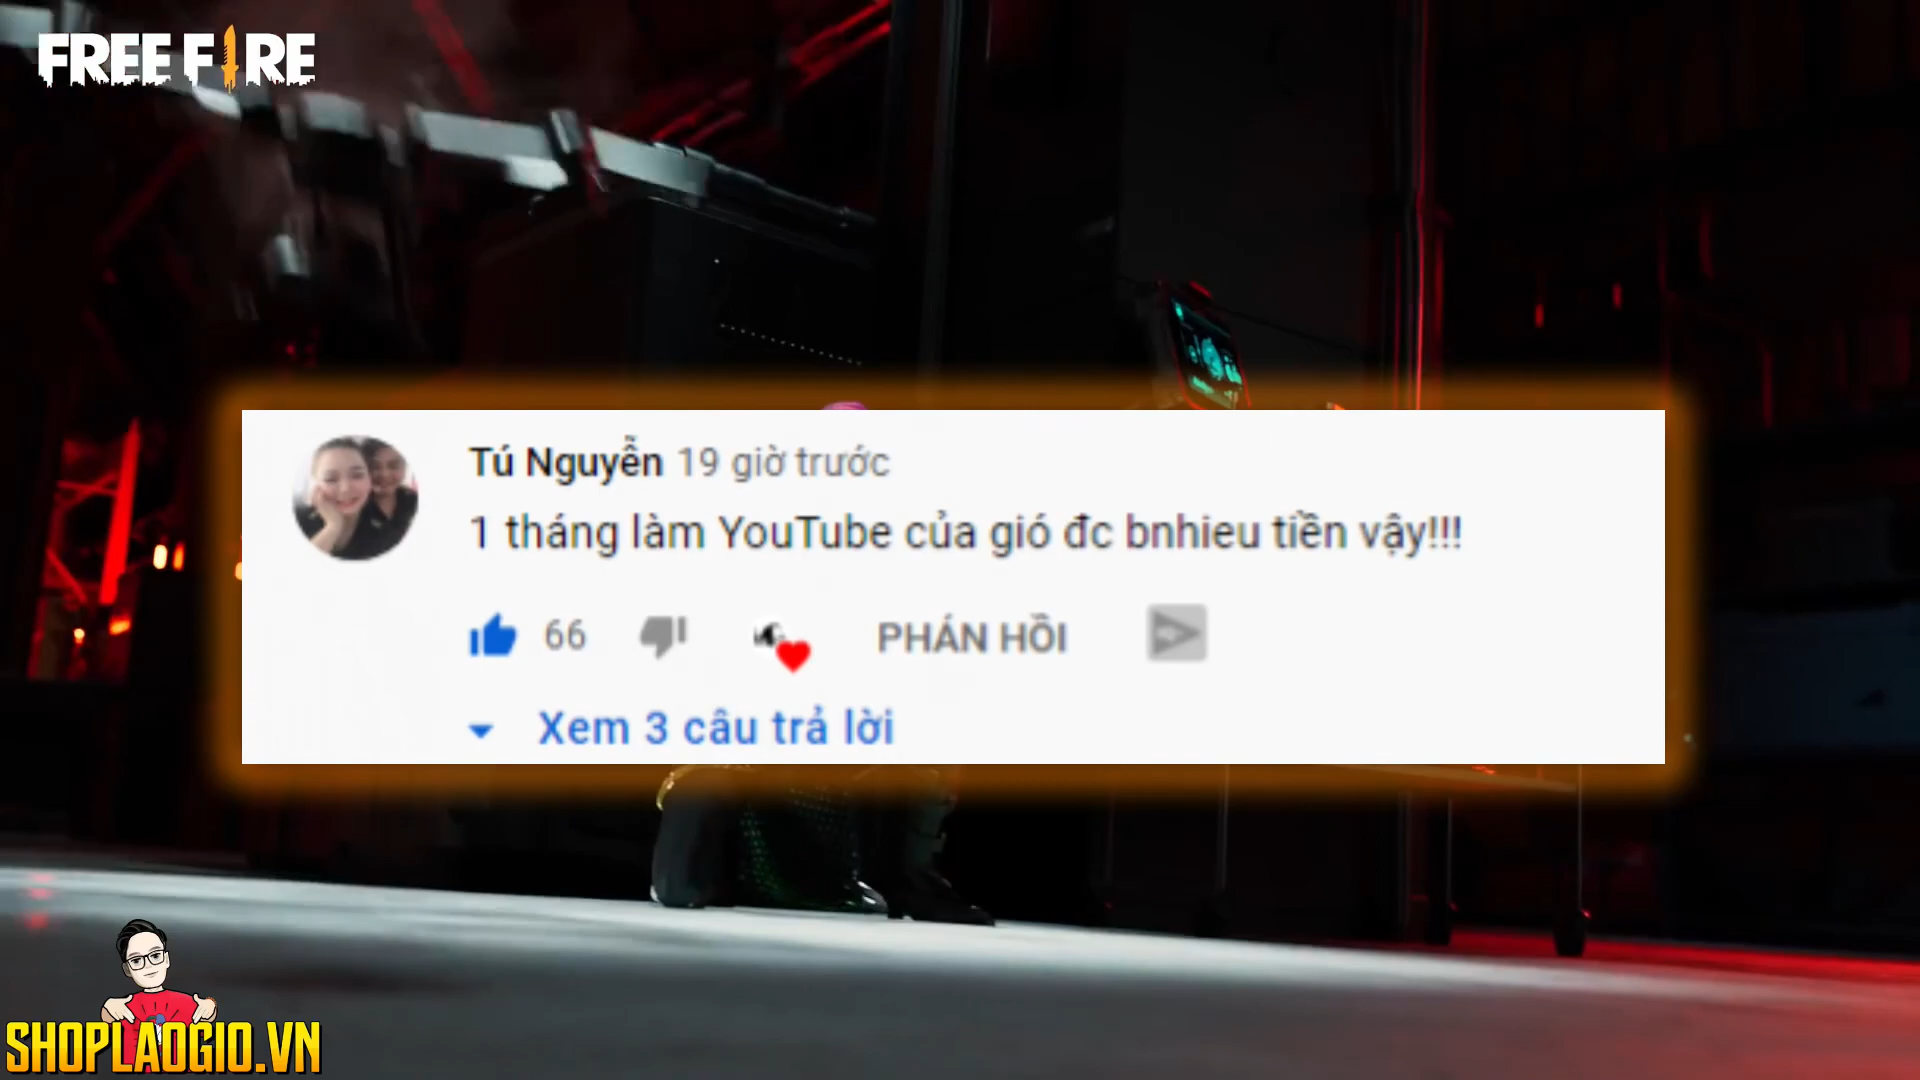 FREE FIRE
Tú Nguyễn 19 giờ trước
1 tháng làm YouTube của gió đc bnhieu tiền vậy!!!
66 PHẢN HỒI
Xem 3 câu trả lời
SHOPLAOGIO.VN